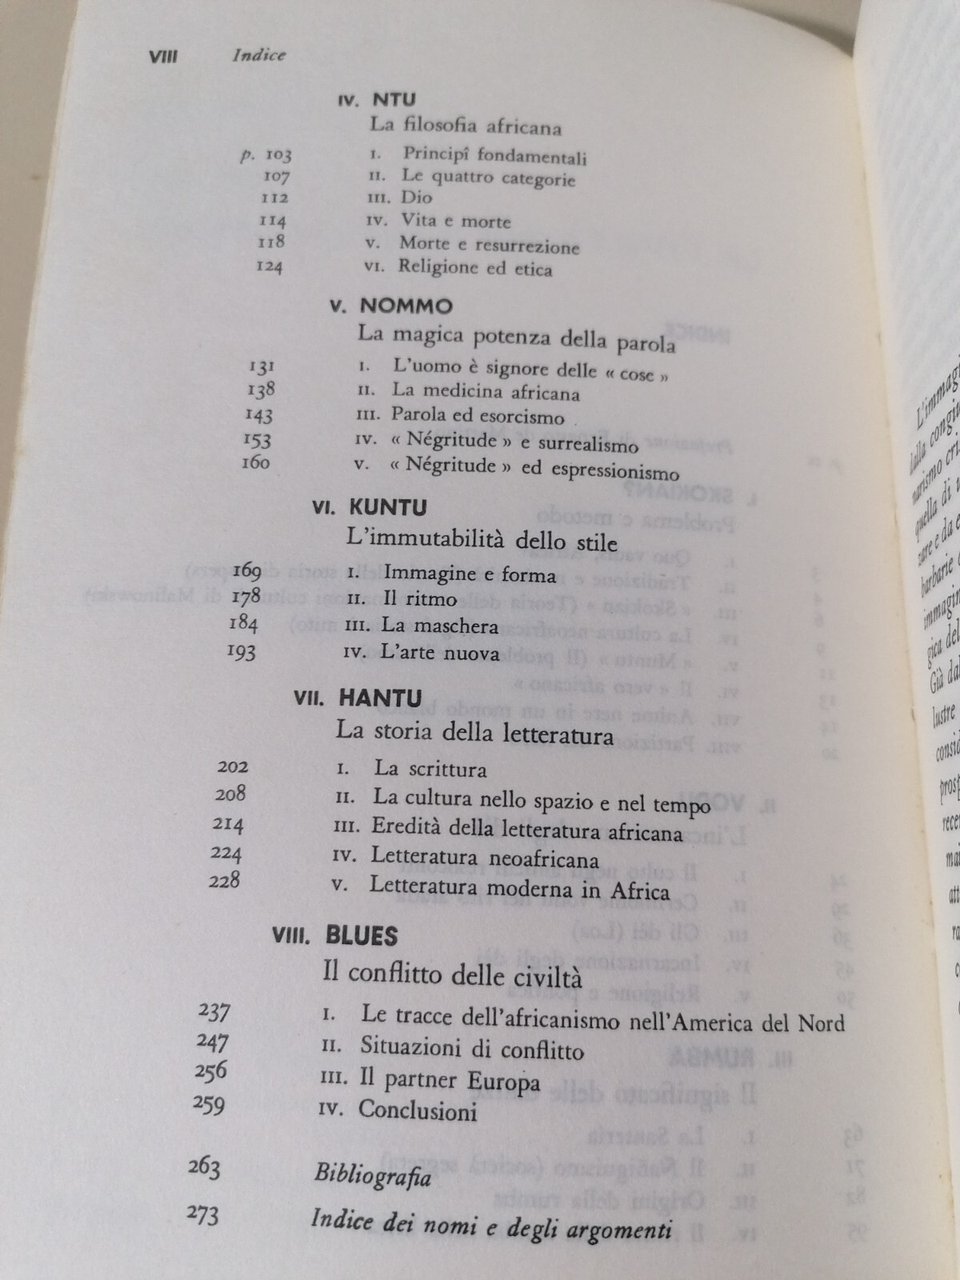 VIII Indice
IV. NTU
La filosofia africana
p. 103 I. Principî fondamentali
107 II. Le quattro categorie
112 III. Dio
114 IV. Vita e morte
118 V. Morte e resurrezione
124 VI. Religione ed etica
V. NOMMO
La magica potenza della parola
131 I. L'uomo è signore delle « cose »
138 II. La medicina africana
143 III. Parola ed esorcismo
153 IV. « Négritude » e surrealismo
160 V. « Négritude » ed espressionismo
VI. KUNTU
L'immutabilità dello stile
169 I. Immagine e forma
178 II. Il ritmo
184 III. La maschera
193 IV. L'arte nuova
VII. HANTU
La storia della letteratura
202 I. La scrittura
208 II. La cultura nello spazio e nel tempo
214 III. Eredità della letteratura africana
224 IV. Letteratura neoafricana
228 V. Letteratura moderna in Africa
VIII. BLUES
Il conflitto delle civiltà
237 I. Le tracce dell'africanismo nell'America del Nord
247 II. Situazioni di conflitto
256 III. Il partner Europa
259 IV. Conclusioni
263 Bibliografia
273 Indice dei nomi e degli argomenti